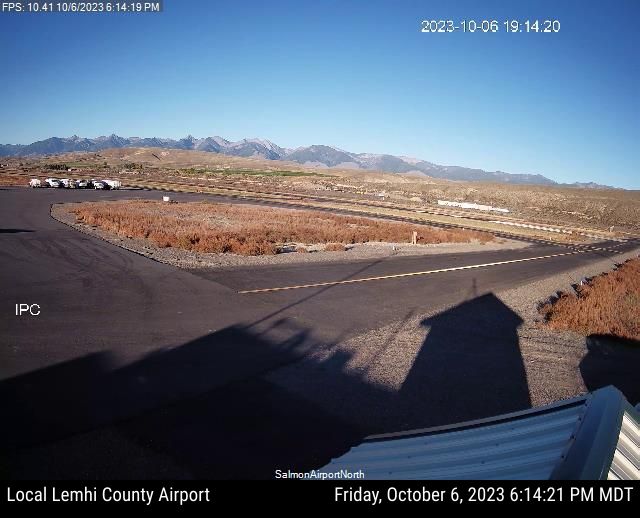 FPS: 10.41 10/6/2023 6:14:19 PM
2023-10-06 19:14:20
IPC
SalmonAirportNorth
Local Lemhi County Airport Friday, October 6, 2023 6:14:21 PM MDT